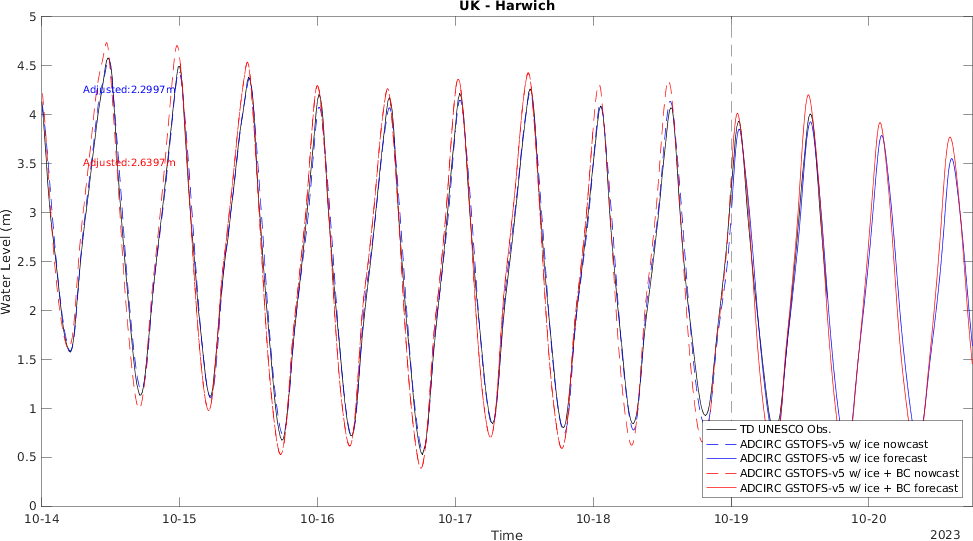 UK - Harwich
5
4.5
4
3.5
3
2.5
2
1.5
1
0.5
0
Water Level (m)
Adjusted:2.2997m
Adjusted:2.6397m
TD UNESCO Obs.
ADCIRC GSTOFS-v5 w/ ice nowcast
ADCIRC GSTOFS-v5 w/ ice forecast
ADCIRC GSTOFS-v5 w/ ice + BC nowcast
ADCIRC GSTOFS-v5 w/ ice + BC forecast
10-14 10-15 10-16 10-17 10-18 10-19 10-20
Time
2023